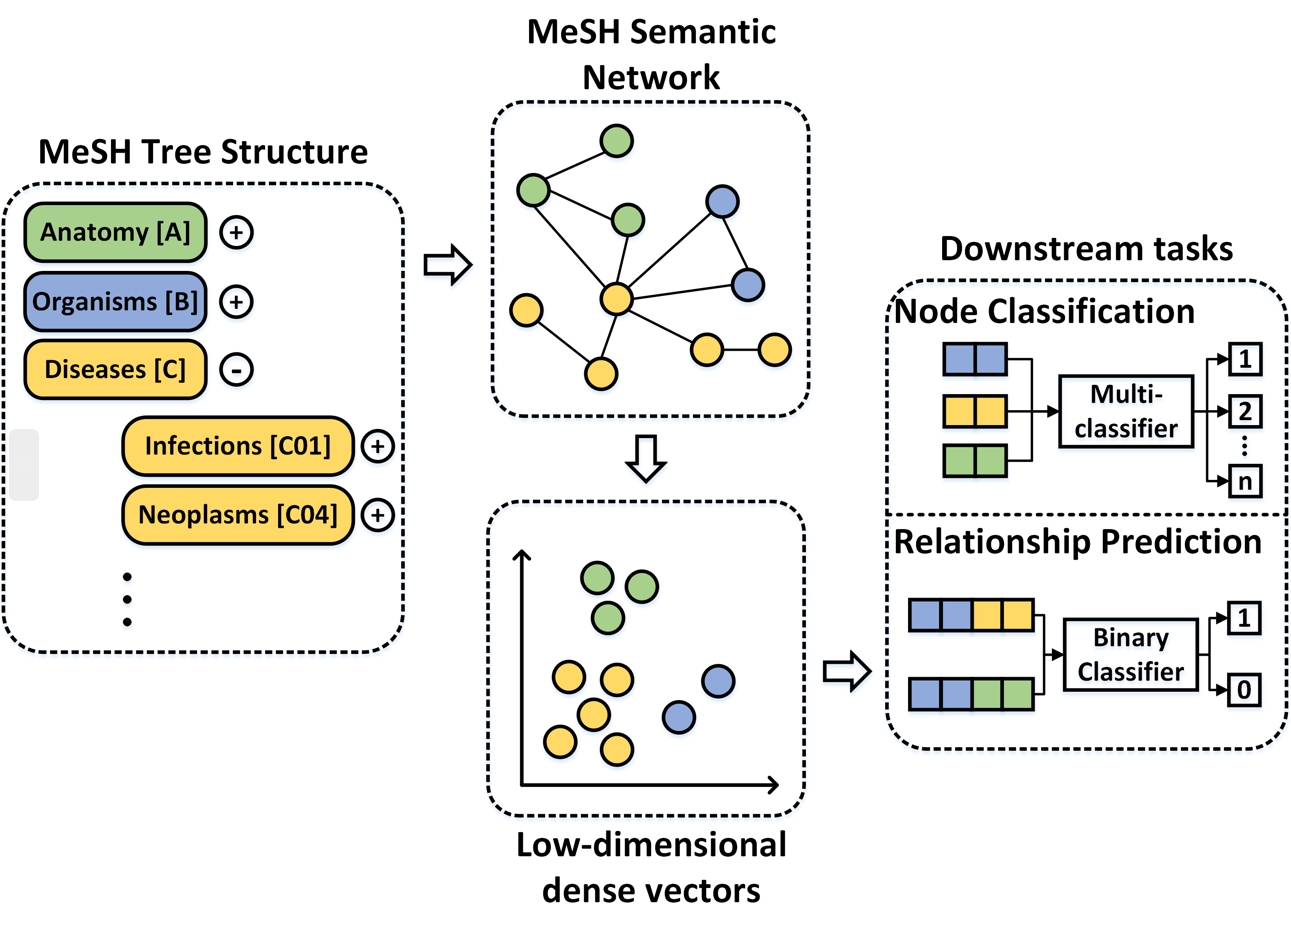 MeSH Tree Structure
Anatomy [A]
+
Organisms [B]
+
Diseases [C]
-
Infections [C01]
+
Neoplasms [C04]
+
MeSH Semantic
Network
Low-dimensional
dense vectors
Downstream tasks
Node Classification
Multi-
classifier
1
2
n
Relationship Prediction
Binary
Classifier
1
0